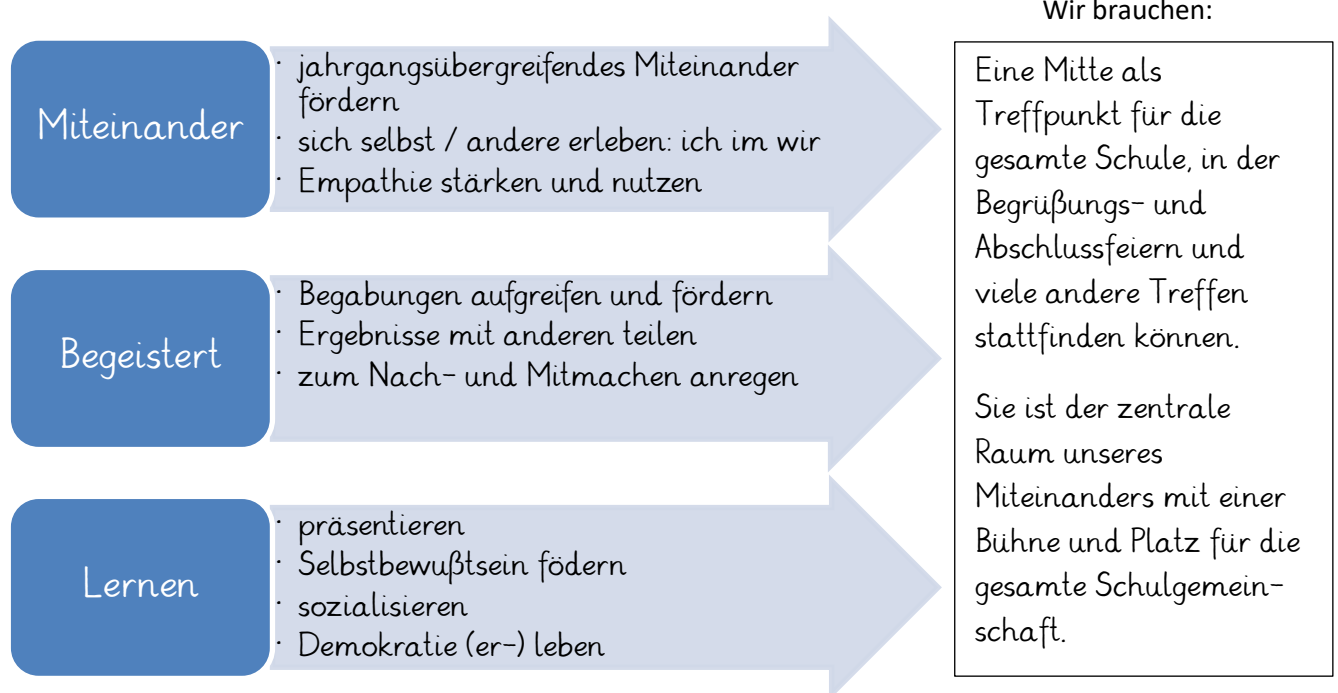 Wir brauchen:
Miteinander
· jahrgangsübergreifendes Miteinander
fördern
· sich selbst / andere erleben: ich im wir
· Empathie stärken und nutzen
Begeistert
· Begabungen aufgreifen und fördern
· Ergebnisse mit anderen teilen
· zum Nach- und Mitmachen anregen
Lernen
· präsentieren
· Selbstbewußtsein födern
· sozialisieren
· Demokratie (er-) leben
Eine Mitte als
Treffpunkt für die
gesamte Schule, in der
Begrüßungs- und
Abschlussfeiern und
viele andere Treffen
stattfinden können.
Sie ist der zentrale
Raum unseres
Miteinanders mit einer
Bühne und Platz für die
gesamte Schulgemein-
schaft.